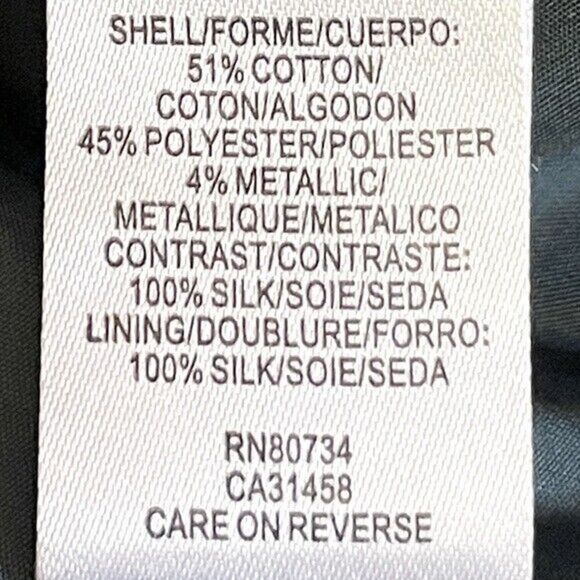 SHELL/FORME/CUERPO:
51% COTTON/
COTON/ALGODON
45% POLYESTER/POLIESTER
4% METALLIC/
METALLIQUE/METALICO
CONTRAST/CONTRASTE:
100% SILK/SOIE/SEDA
LINING/DOUBLURE/FORRO:
100% SILK/SOIE/SEDA
RN80734
CA31458
CARE ON REVERSE